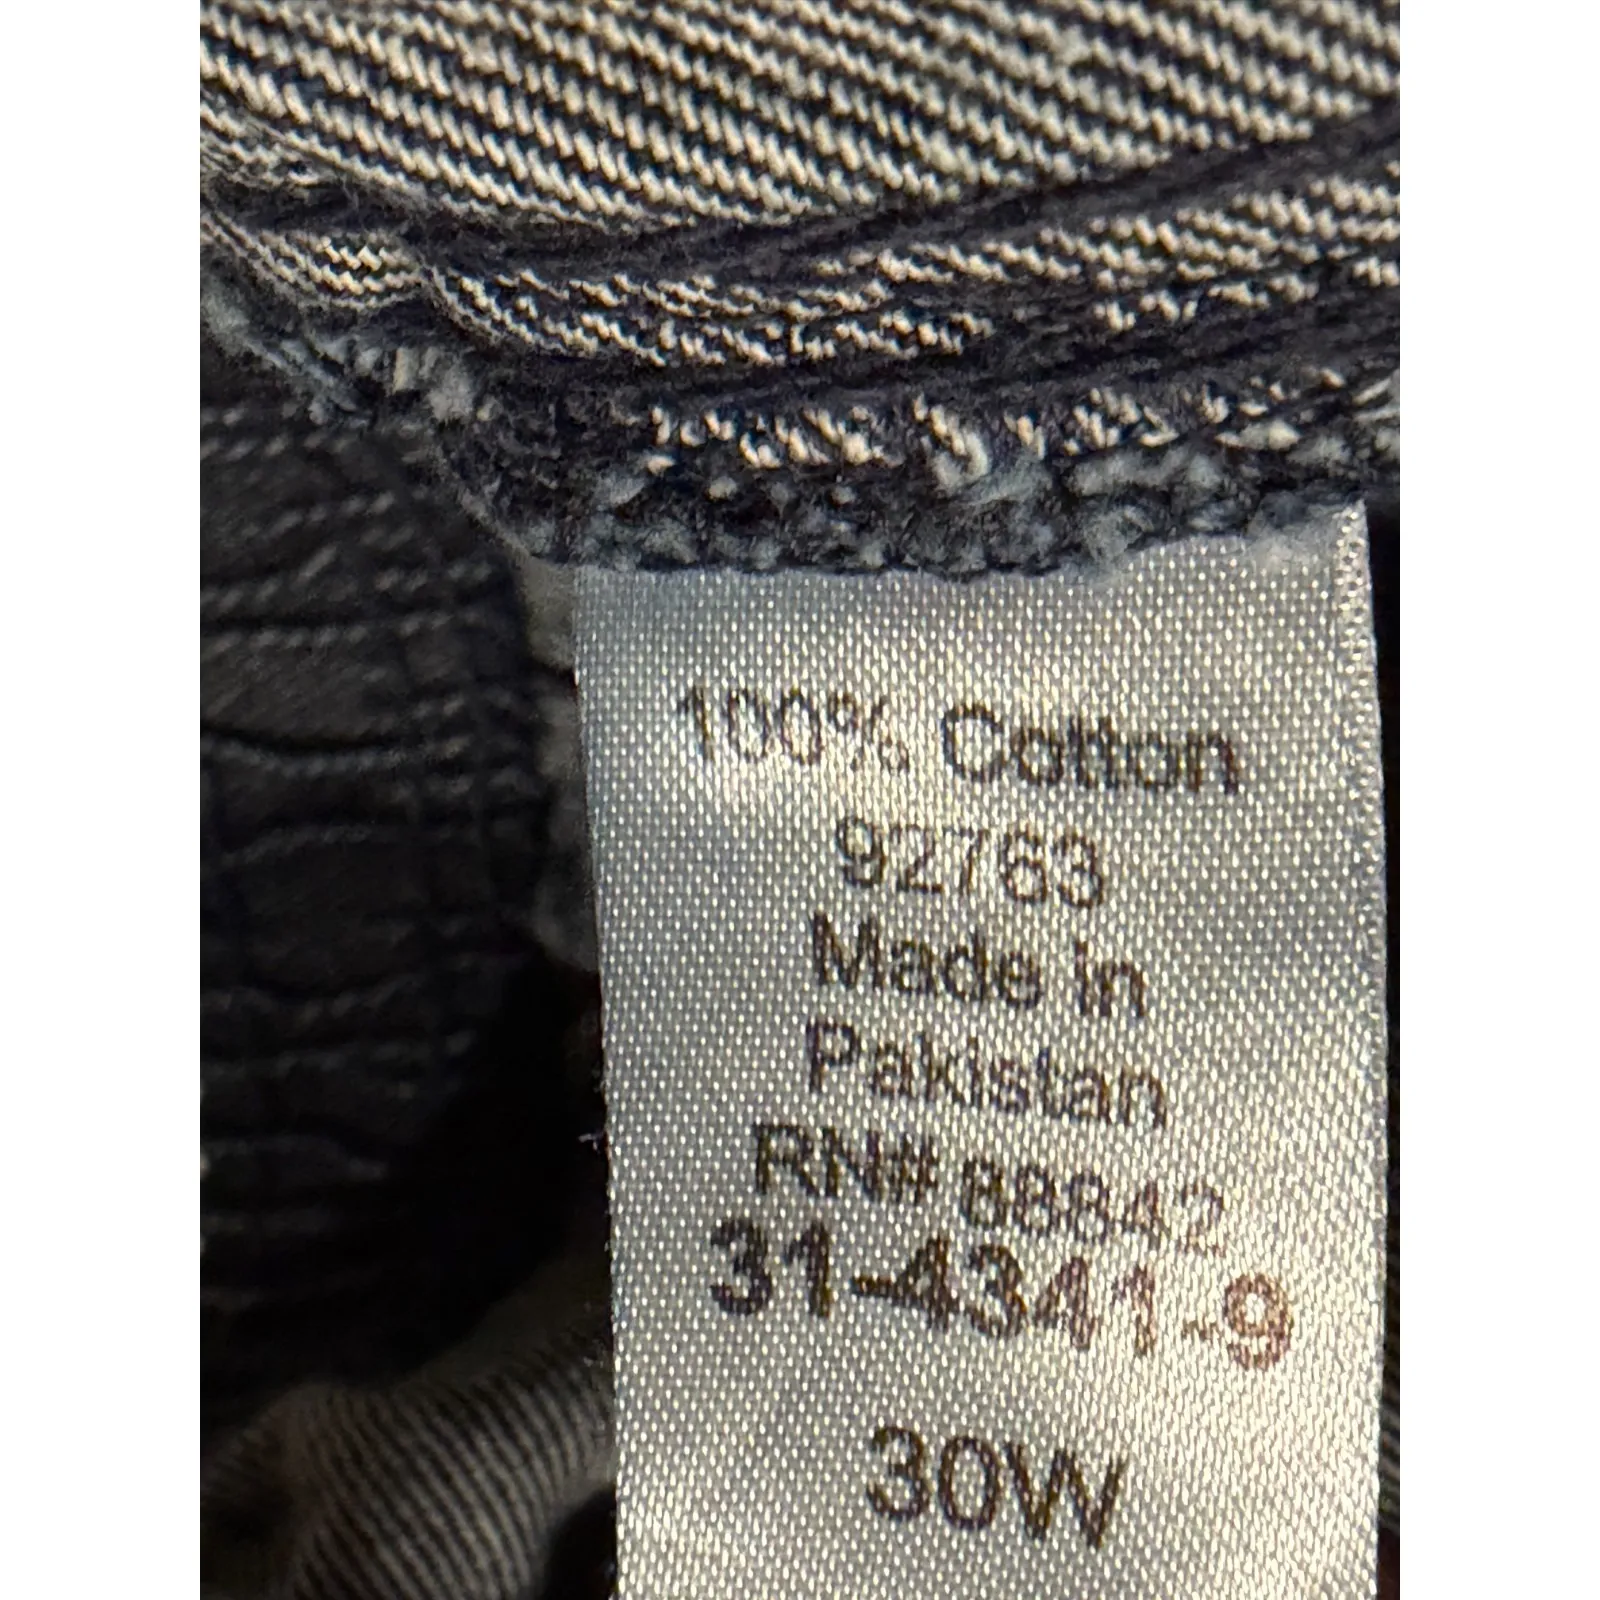 100% Cotton
92763
Made in
Pakistan
RN# 88842
31-4341-9
30W